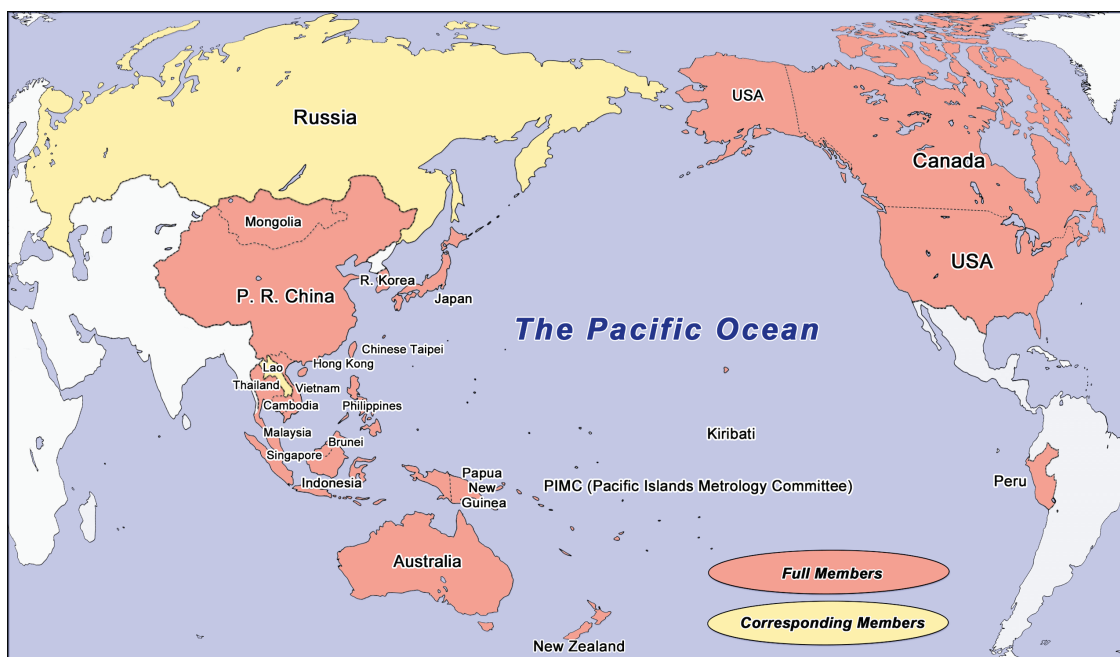 USA
Russia
Canada
Mongolia
USA
R. Korea
P. R. China
Japan
The Pacific Ocean
Chinese Taipei
Hong Kong
Lao
Thailand
Vietnam
Cambodia
Philippines
Malaysia
Kiribati
Brunei
Singapore
Indonesia
Papua
New
Guinea
PIMC (Pacific Islands Metrology Committee)
Peru
Australia
Full Members
Corresponding Members
New Zealand